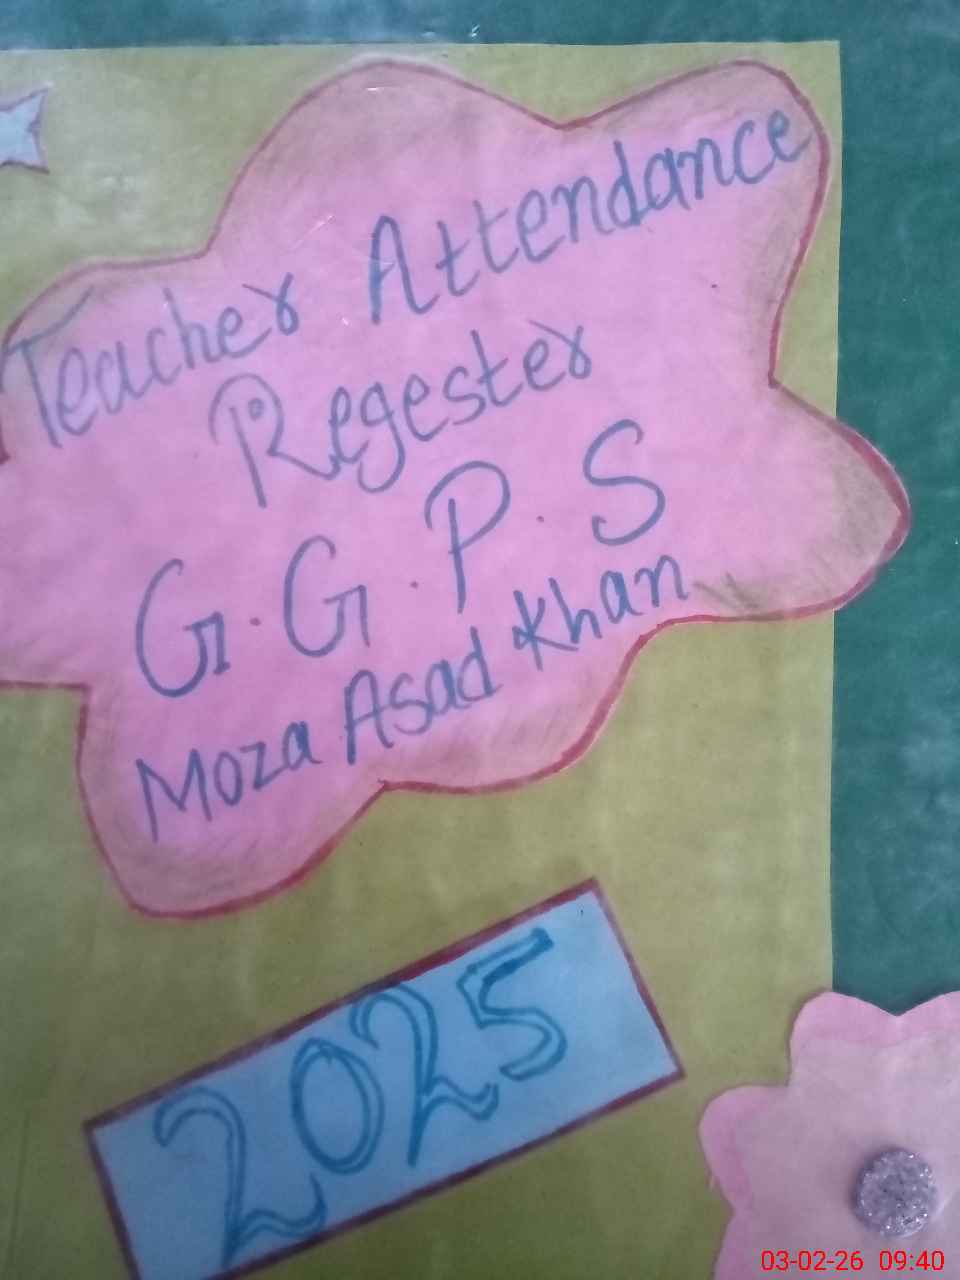 Teacher Attendance
Regester
G.G.P.S
Moza Asad Khan
2025
03-02-26 09:40